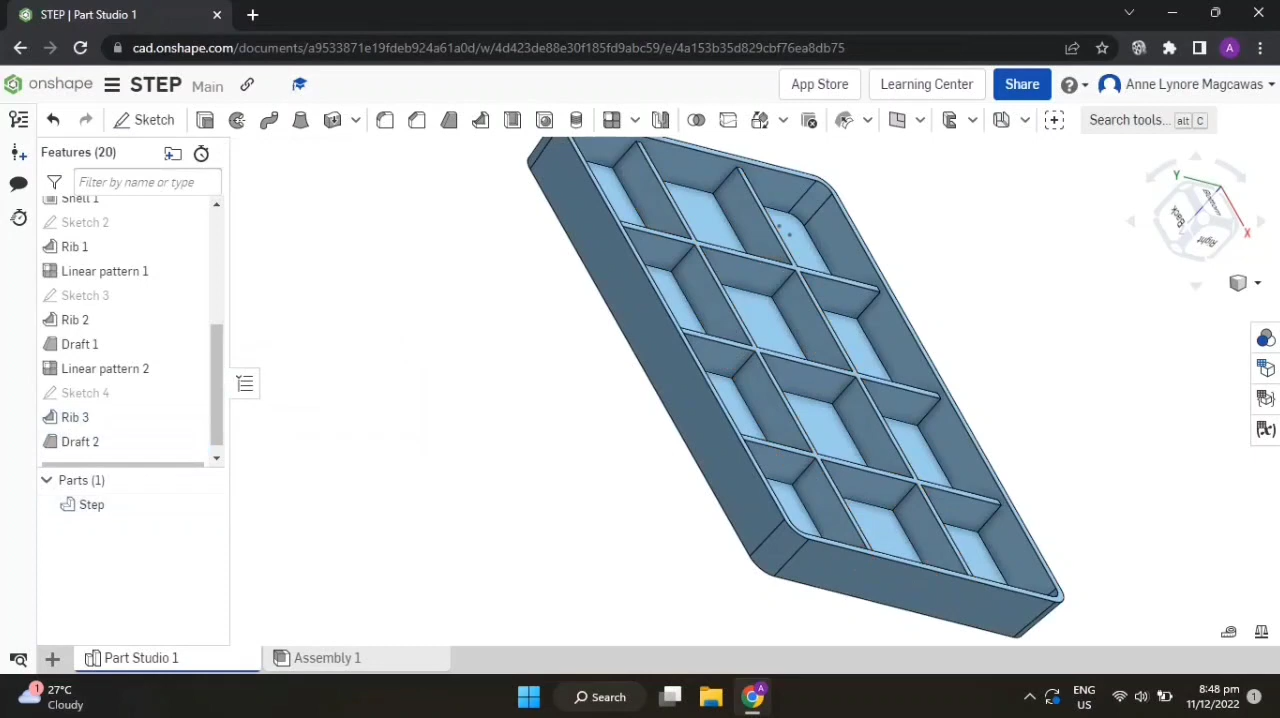 STEP | Part Studio 1
cad.onshape.com/documents/a9533871e19fdeb924a61a0d/w/4d423de88e30f185fd9abc59/e/4a153b35d829cbf76ea8db75
A
onshape
STEP
Main
App Store
Learning Center
Share
Anne Lynore Magcawas
Sketch
Search tools...
alt
C
Features (20)
Filter by name or type
Shell 1
Sketch 2
Rib 1
Linear pattern 1
Sketch 3
Rib 2
Draft 1
Linear pattern 2
Sketch 4
Rib 3
Draft 2
Parts (1)
Step
Y
X
Back
Right
Part Studio 1
Assembly 1
1
27°C
Cloudy
Search
A
ENG
US
8:48 pm
11/12/2022
1